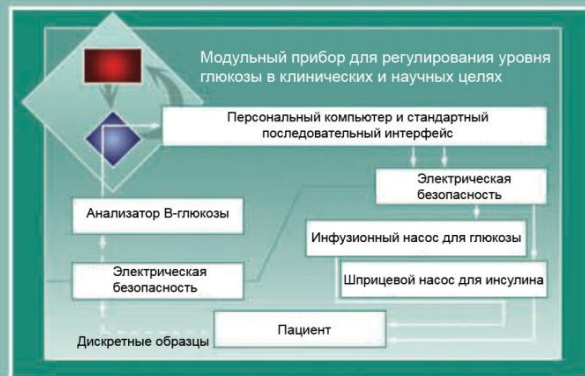 Модульный прибор для регулирования уровня
глюкозы в клинических и научных целях
Персональный компьютер и стандартный
последовательный интерфейс
Электрическая
безопасность
Анализатор В-глюкозы
Инфузионный насос для глюкозы
Электрическая
безопасность
Шприцевой насос для инсулина
Пациент
Дискретные образцы